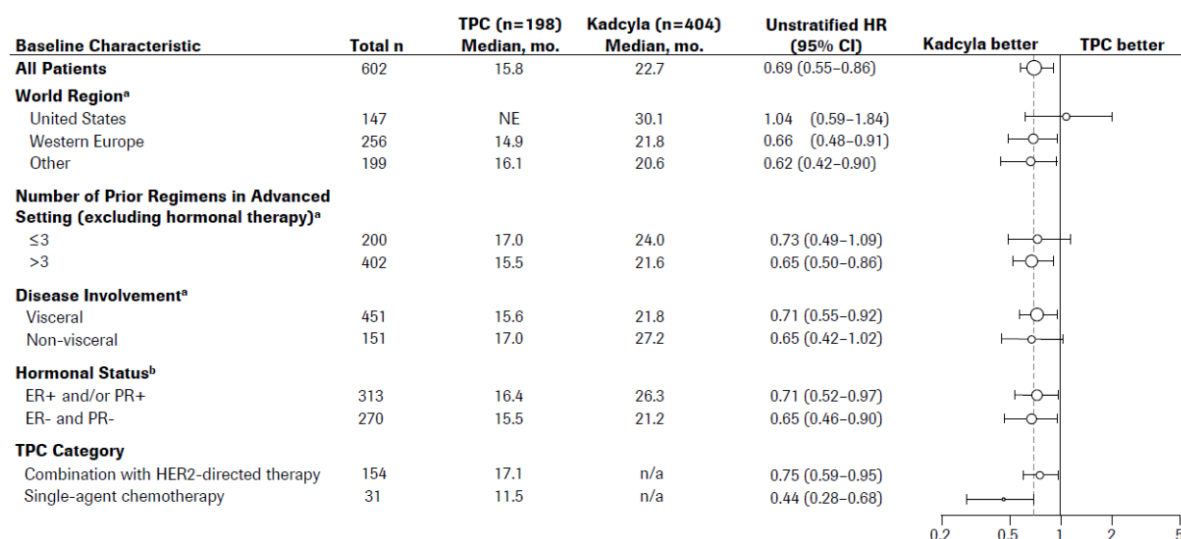 TPC (n=198) Kadcyla (n=404) Unstratified HR
Baseline Characteristic Total n Median, mo. Median, mo. (95% CI) Kadcyla better TPC better
All Patients 602 15.8 22.7 0.69 (0.55–0.86)
World Regionᵃ
United States 147 NE 30.1 1.04 (0.59–1.84)
Western Europe 256 14.9 21.8 0.66 (0.48–0.91)
Other 199 16.1 20.6 0.62 (0.42–0.90)
Number of Prior Regimens in Advanced
Setting (excluding hormonal therapy)ᵃ
≤3 200 17.0 24.0 0.73 (0.49–1.09)
>3 402 15.5 21.6 0.65 (0.50–0.86)
Disease Involvementᵃ
Visceral 451 15.6 21.8 0.71 (0.55–0.92)
Non-visceral 151 17.0 27.2 0.65 (0.42–1.02)
Hormonal Statusᵇ
ER+ and/or PR+ 313 16.4 26.3 0.71 (0.52–0.97)
ER- and PR- 270 15.5 21.2 0.65 (0.46–0.90)
TPC Category
Combination with HER2-directed therapy 154 17.1 n/a 0.75 (0.59–0.95)
Single-agent chemotherapy 31 11.5 n/a 0.44 (0.28–0.68)
0.2 0.5 1 2 5